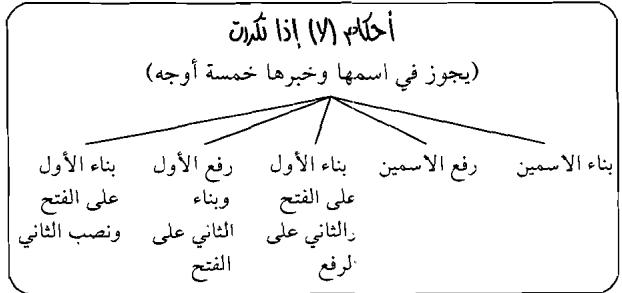 أحكام (لا) إذا تكررت
(يجوز في اسمها وخبرها خمسة أوجه)
بناء الاسمين
رفع الاسمين
بناء الأول
على الفتح
والثاني على
الرفع
رفع الأول
وبناء
الثاني على
الفتح
بناء الأول
على الفتح
ونصب الثاني